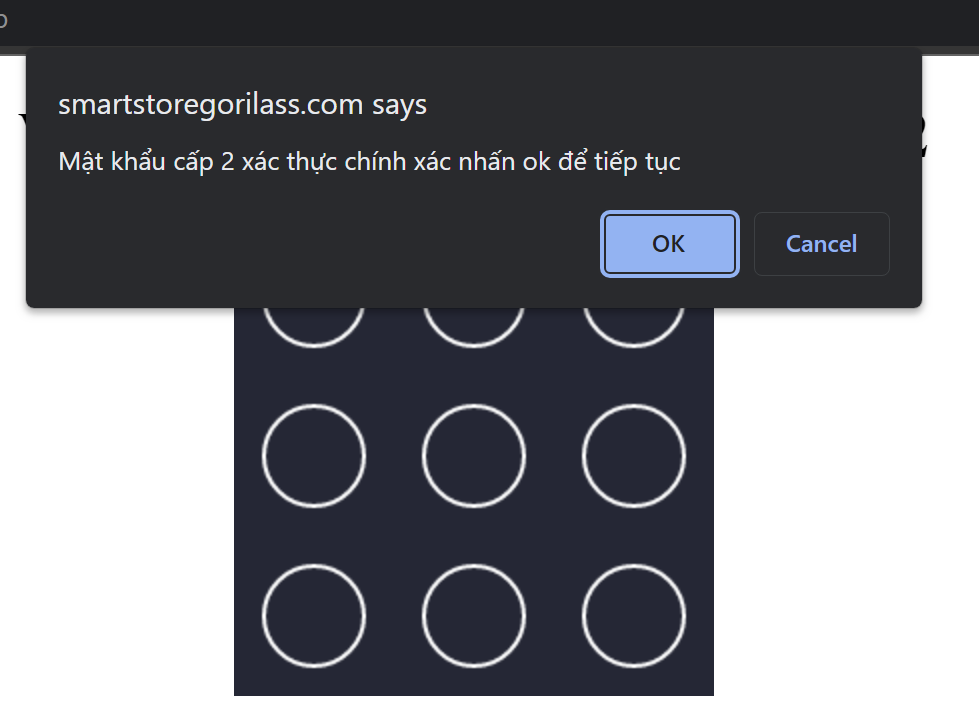 smartstoregorilass.com says
Mật khẩu cấp 2 xác thực chính xác nhấn ok để tiếp tục
OK
Cancel